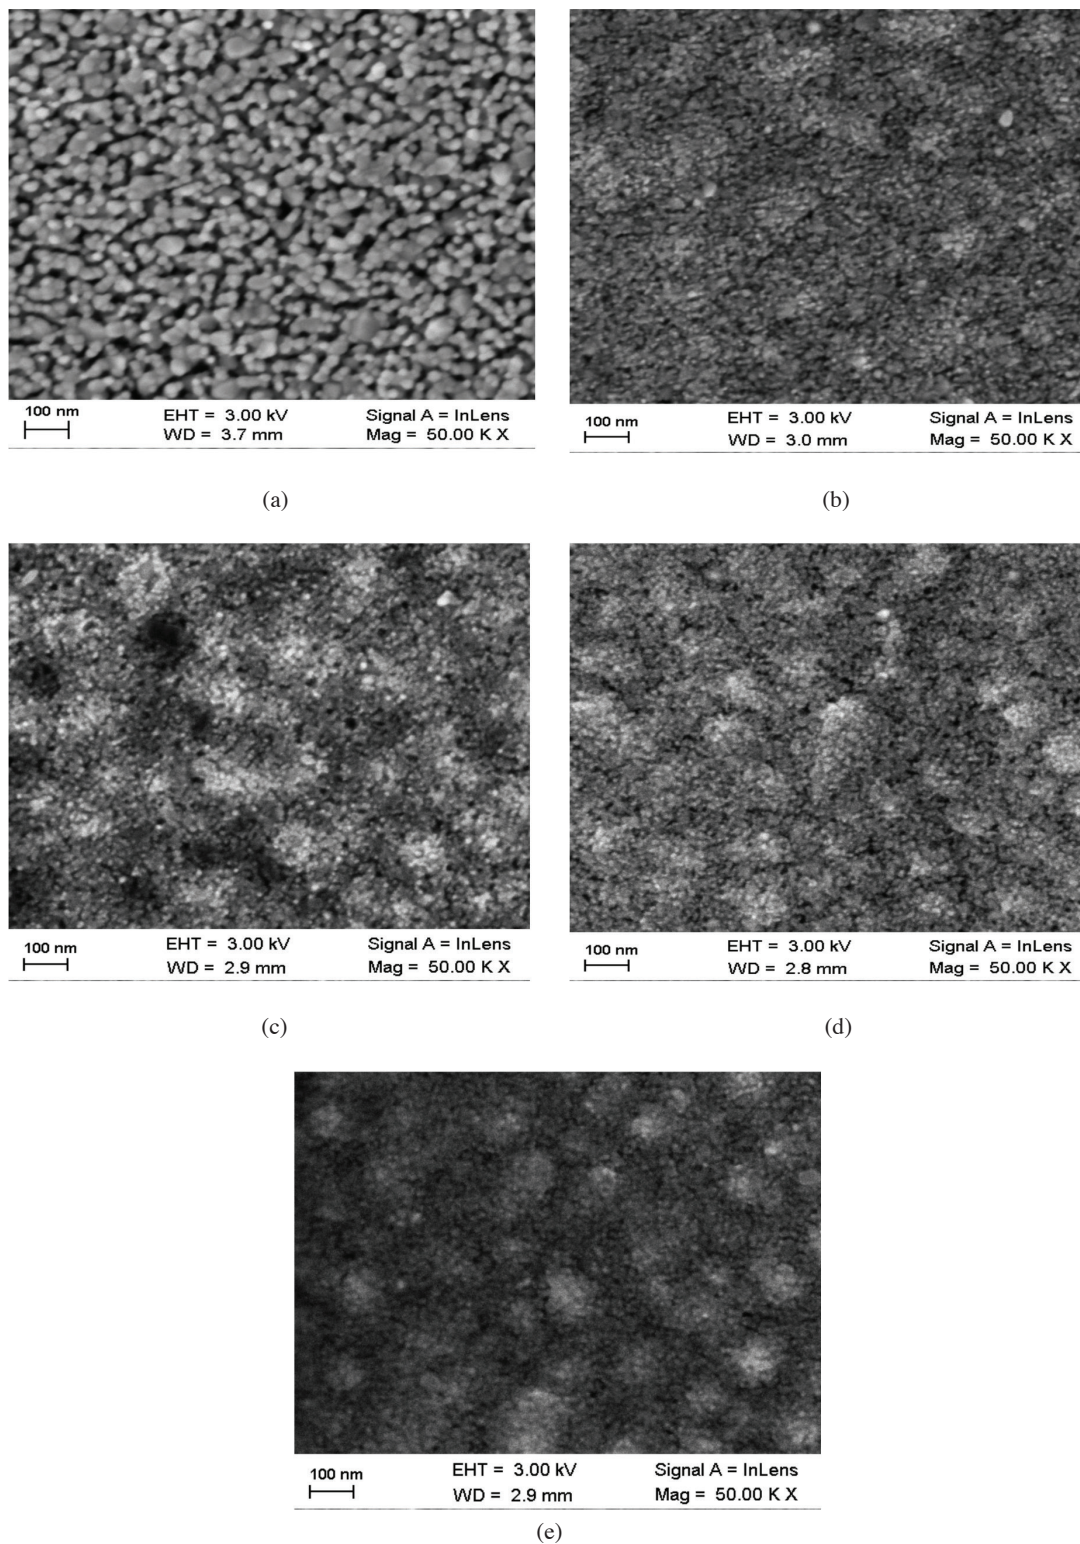 100 nm EHT = 3.00 kV Signal A = InLens
WD = 3.7 mm Mag = 50.00 K X
(a)
100 nm EHT = 3.00 kV Signal A = InLens
WD = 3.0 mm Mag = 50.00 K X
(b)
100 nm EHT = 3.00 kV Signal A = InLens
WD = 2.9 mm Mag = 50.00 K X
(c)
100 nm EHT = 3.00 kV Signal A = InLens
WD = 2.8 mm Mag = 50.00 K X
(d)
100 nm EHT = 3.00 kV Signal A = InLens
WD = 2.9 mm Mag = 50.00 K X
(e)